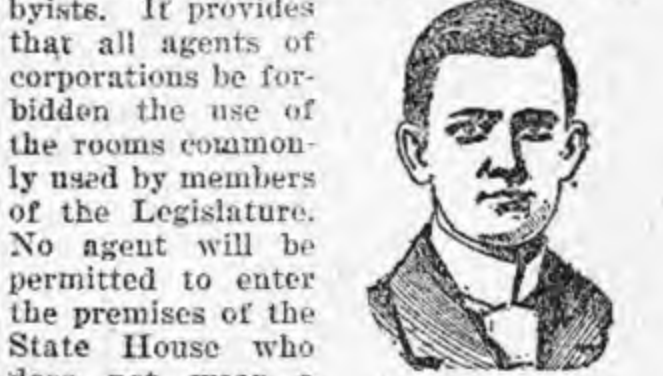 byists. It provides
that all agents of
corporations be for-
bidden the use of
the rooms common-
ly used by members
of the Legislature.
No agent will be
permitted to enter
the premises of the
State House who